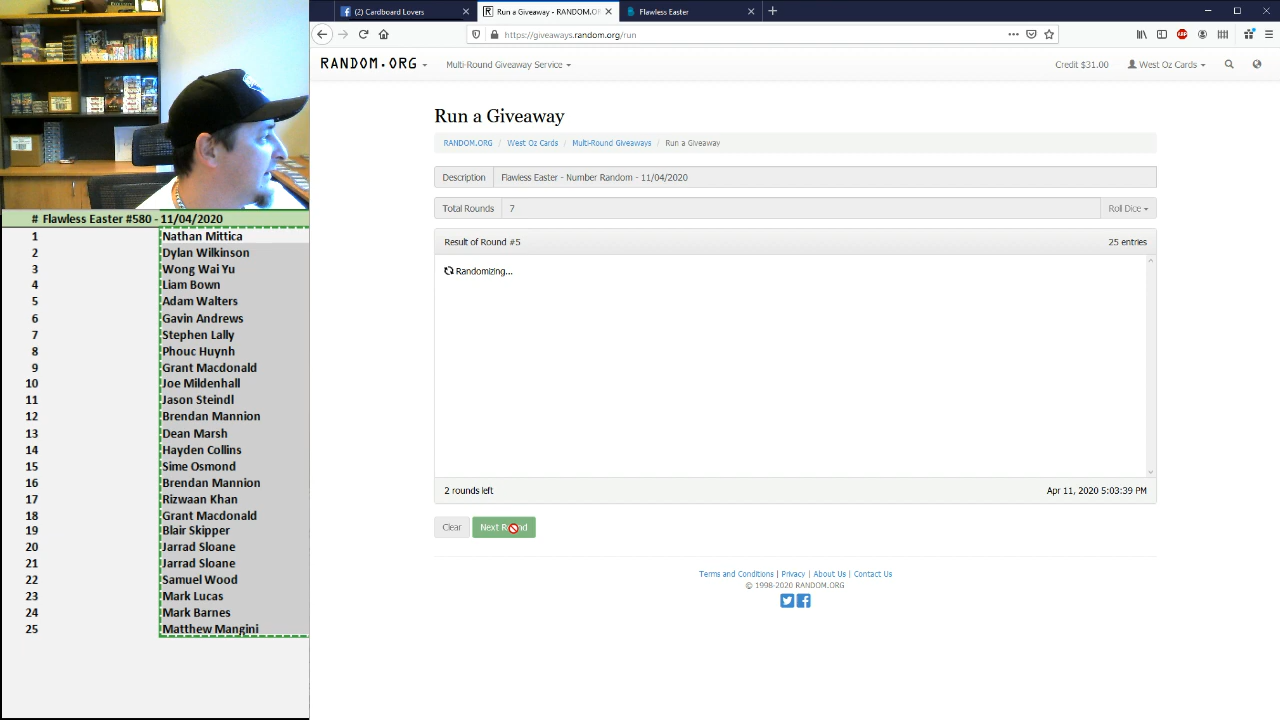 (2) Cardboard Lovers
Run a Giveaway - RANDOM.OR
Flawless Easter
https://giveaways.random.org/run
RANDOM.ORG
Multi-Round Giveaway Service
Credit $31.00
West Oz Cards
Run a Giveaway
RANDOM.ORG / West Oz Cards / Multi-Round Giveaways / Run a Giveaway
Description Flawless Easter - Number Random - 11/04/2020
Total Rounds 7 Roll Dice
Result of Round #5 25 entries
Randomizing...
2 rounds left Apr 11, 2020 5:03:39 PM
Clear Next Round
Terms and Conditions | Privacy | About Us | Contact Us
© 1998-2020 RANDOM.ORG
# Flawless Easter #580 - 11/04/2020
1 Nathan Mittica
2 Dylan Wilkinson
3 Wong Wai Yu
4 Liam Bown
5 Adam Walters
6 Gavin Andrews
7 Stephen Lally
8 Phouc Huynh
9 Grant Macdonald
10 Joe Mildenhall
11 Jason Steindl
12 Brendan Mannion
13 Dean Marsh
14 Hayden Collins
15 Sime Osmond
16 Brendan Mannion
17 Rizwaan Khan
18 Grant Macdonald
19 Blair Skipper
20 Jarrad Sloane
21 Jarrad Sloane
22 Samuel Wood
23 Mark Lucas
24 Mark Barnes
25 Matthew Mangini